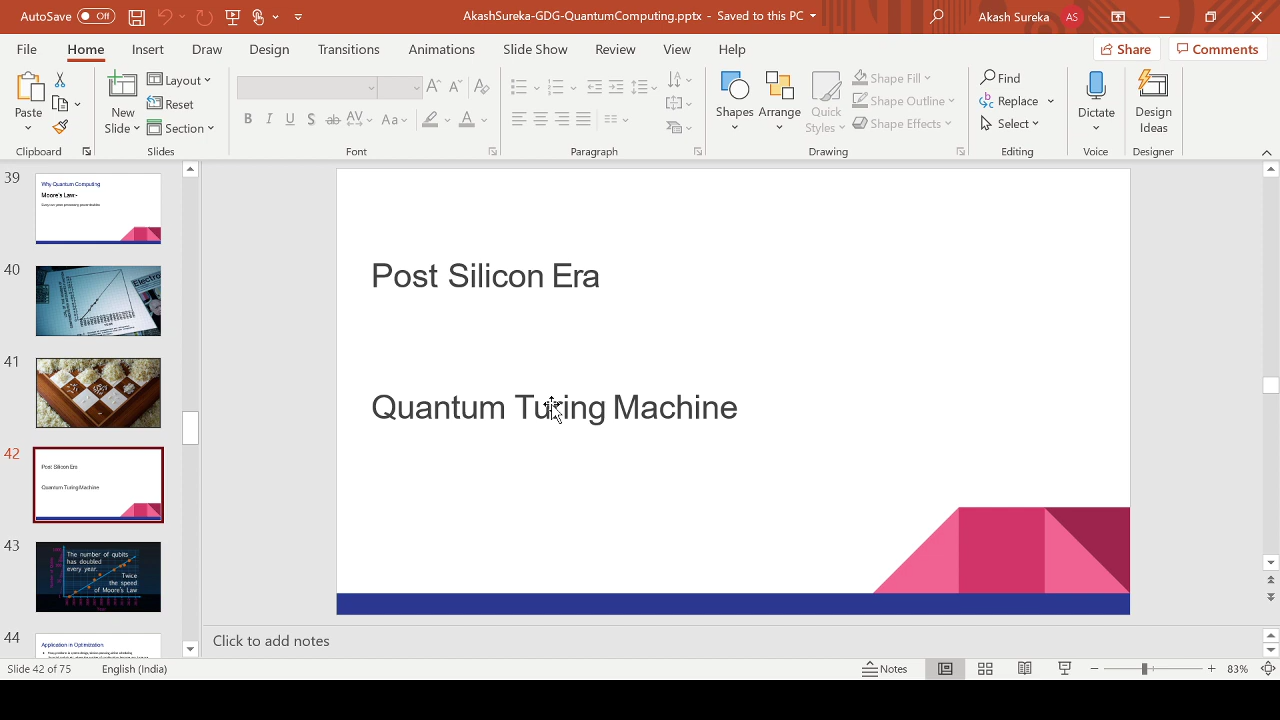 AutoSave Off
AkashSureka-GDG-QuantumComputing.pptx - Saved to this PC
Akash Sureka AS
File Home Insert Draw Design Transitions Animations Slide Show Review View Help
Share Comments
Paste
Clipboard
New Slide
Layout
Reset
Section
Slides
B I U S ab AV Aa A
Font
Paragraph
Shapes
Arrange
Quick Styles
Shape Fill
Shape Outline
Shape Effects
Drawing
Find
Replace
Select
Editing
Dictate
Voice
Design Ideas
Designer
39
Why Quantum Computing
Moore's Law-
40
Electro
41
42
Post Silicon Era
Quantum Turing Machine
43
The number of qubits
has doubled
every year.
Twice
the speed
of Moore's Law
44
Application in Optimization:
Post Silicon Era
Quantum Turing Machine
Click to add notes
Slide 42 of 75 English (India) Notes 83%